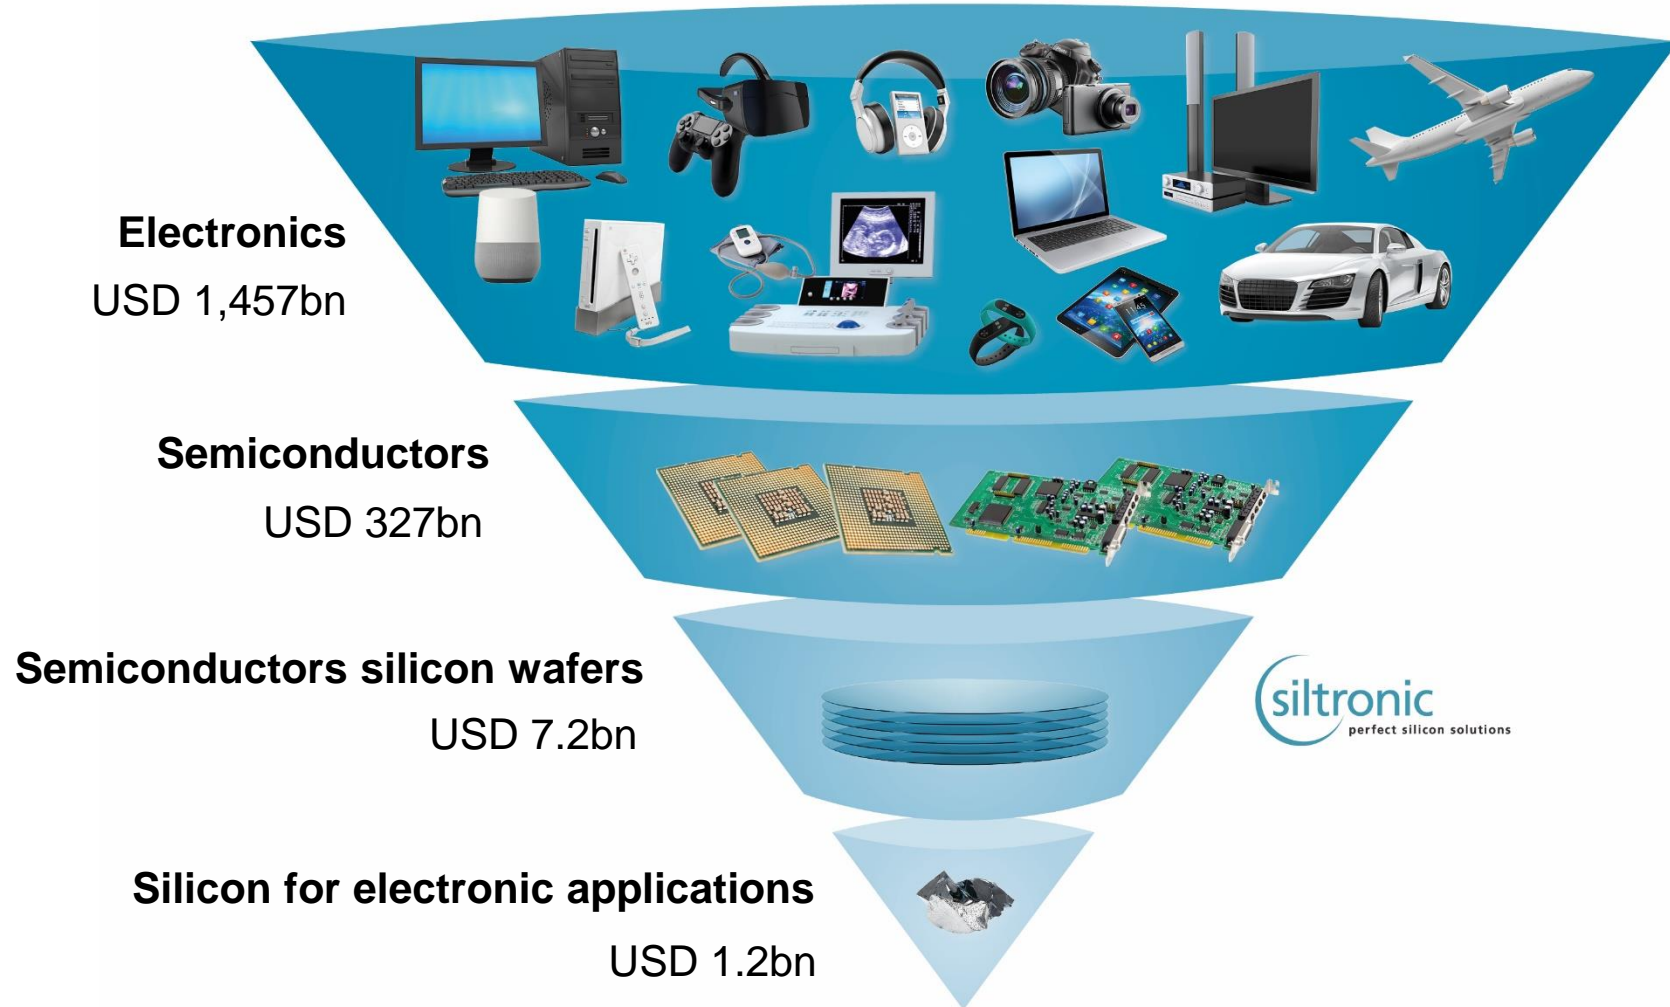 Electronics
USD 1,457bn
Semiconductors
USD 327bn
Semiconductors silicon wafers
USD 7.2bn
siltronic
perfect silicon solutions
Silicon for electronic applications
USD 1.2bn